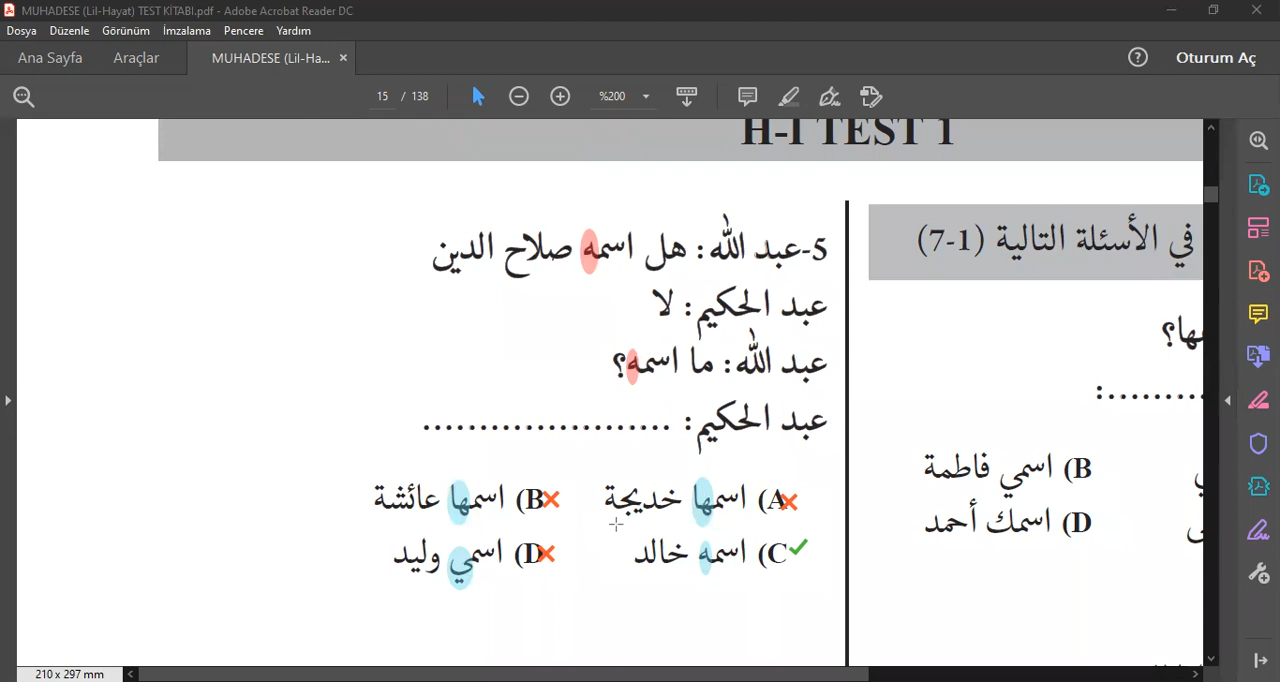 MUHADESE (Lil-Hayat) TEST KİTABI.pdf - Adobe Acrobat Reader DC
Dosya Düzenle Görünüm İmzalama Pencere Yardım
Ana Sayfa Araçlar MUHADESE (Lil-Ha... × Oturum Aç
15 / 138 %200
H-I TEST 1
في الأسئلة التالية (1-7)
ها؟
:..........
B) اسمي فاطمة
D) اسمك أحمد
5-عبد الله: هل اسمه صلاح الدين
عبد الحكيم: لا
عبد الله: ما اسمه؟
عبد الحكيم: ......................
A) اسمها خديجة B) اسمها عائشة
C) اسمه خالد D) اسمي وليد
210 x 297 mm